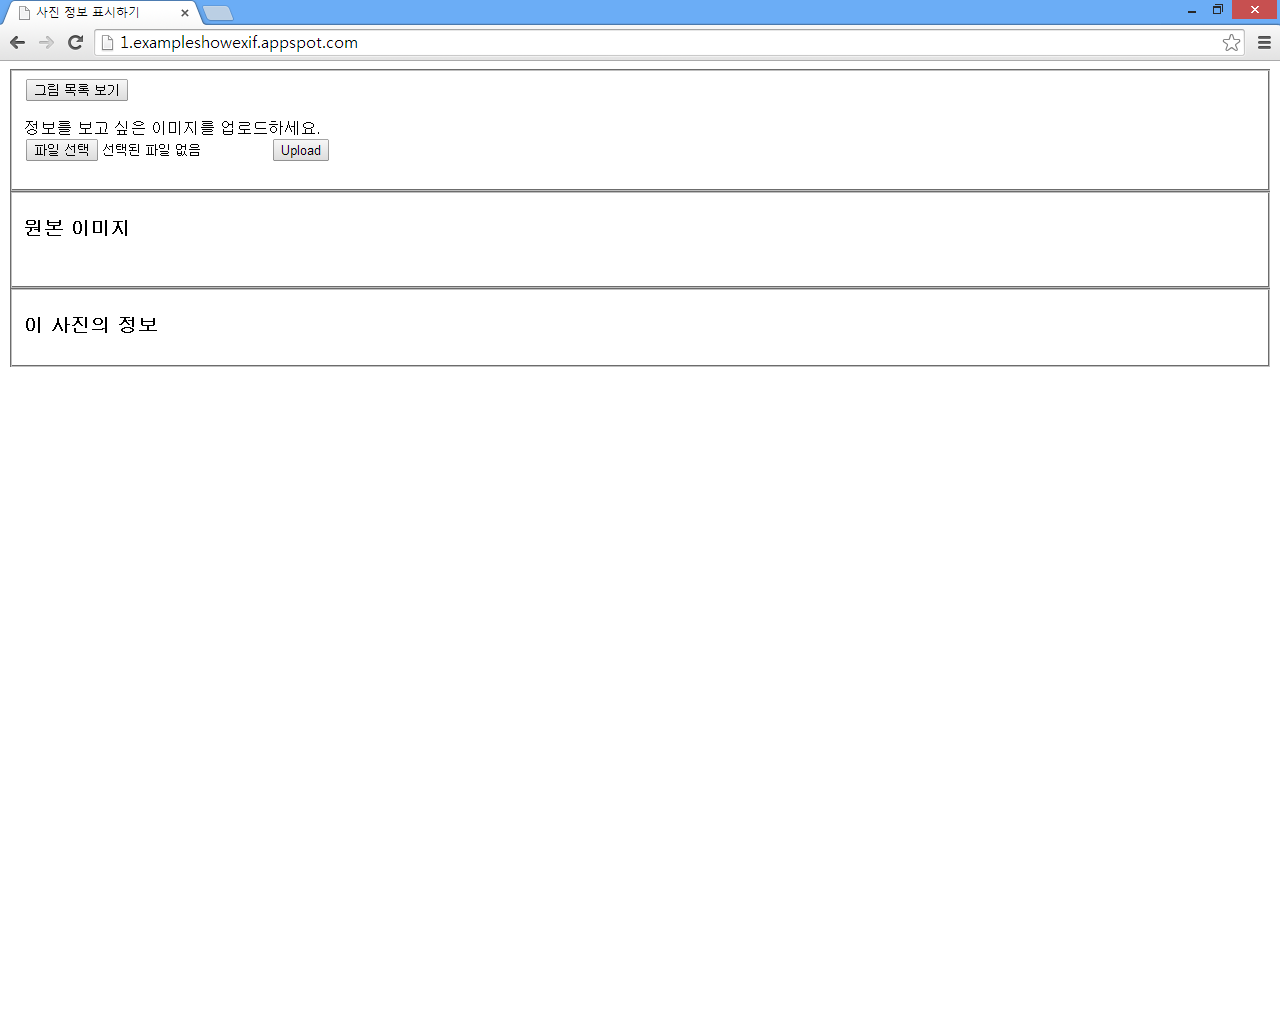 사진 정보 표시하기
1.exampleshowexif.appspot.com
그림 목록 보기
정보를 보고 싶은 이미지를 업로드하세요.
파일 선택 선택된 파일 없음 Upload
원본 이미지
이 사진의 정보